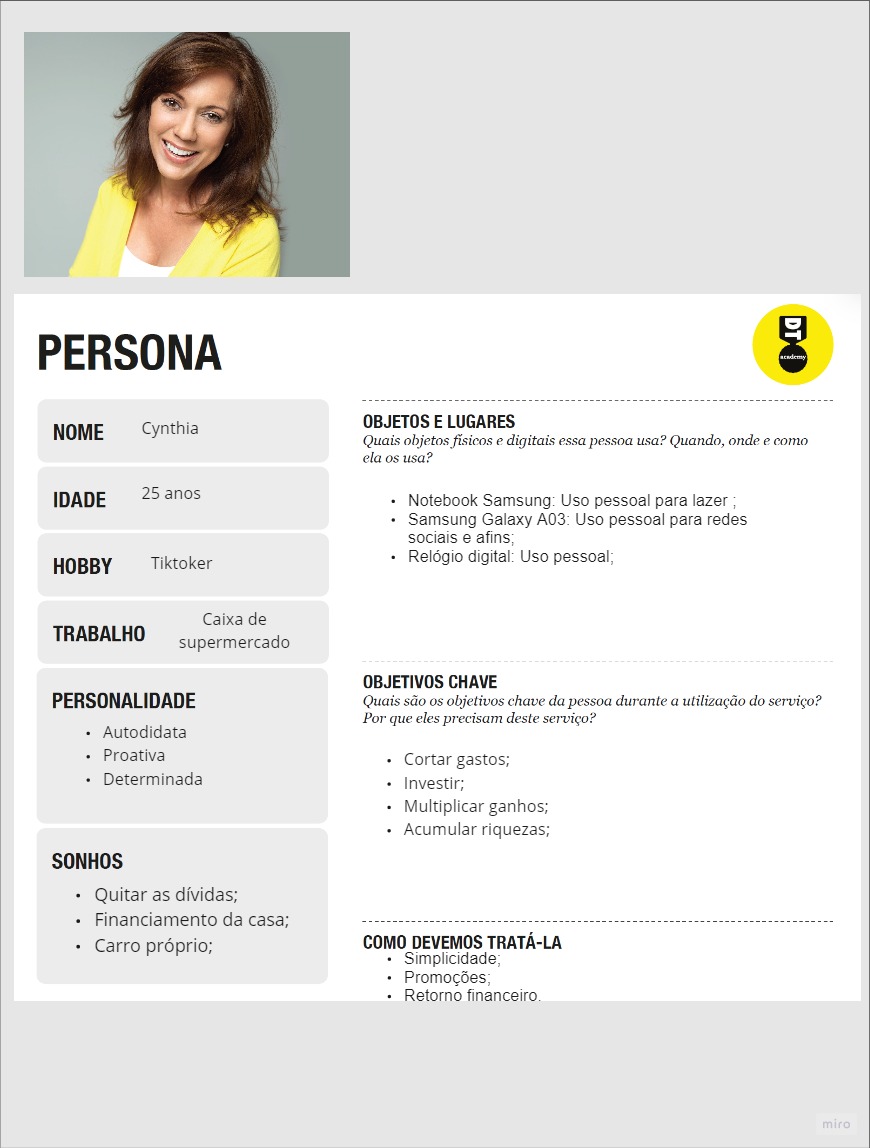 PERSONA
DT
academy
NOME
Cynthia
IDADE
25 anos
HOBBY
Tiktoker
TRABALHO
Caixa de
supermercado
PERSONALIDADE
• Autodidata
• Proativa
• Determinada
SONHOS
• Quitar as dívidas;
• Financiamento da casa;
• Carro próprio;
OBJETOS E LUGARES
Quais objetos físicos e digitais essa pessoa usa? Quando, onde e como
ela os usa?
• Notebook Samsung: Uso pessoal para lazer ;
• Samsung Galaxy A03: Uso pessoal para redes
sociais e afins;
• Relógio digital: Uso pessoal;
OBJETIVOS CHAVE
Quais são os objetivos chave da pessoa durante a utilização do serviço?
Por que eles precisam deste serviço?
• Cortar gastos;
• Investir;
• Multiplicar ganhos;
• Acumular riquezas;
COMO DEVEMOS TRATÁ-LA
• Simplicidade;
• Promoções;
• Retorno financeiro.
miro